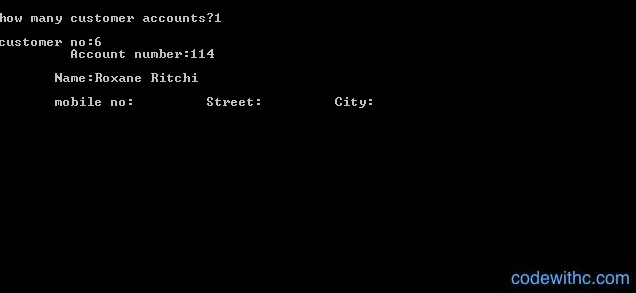 how many customer accounts?1
customer no:6
Account number:114
Name:Roxane Ritchi
mobile no: Street: City:
codewithc.com